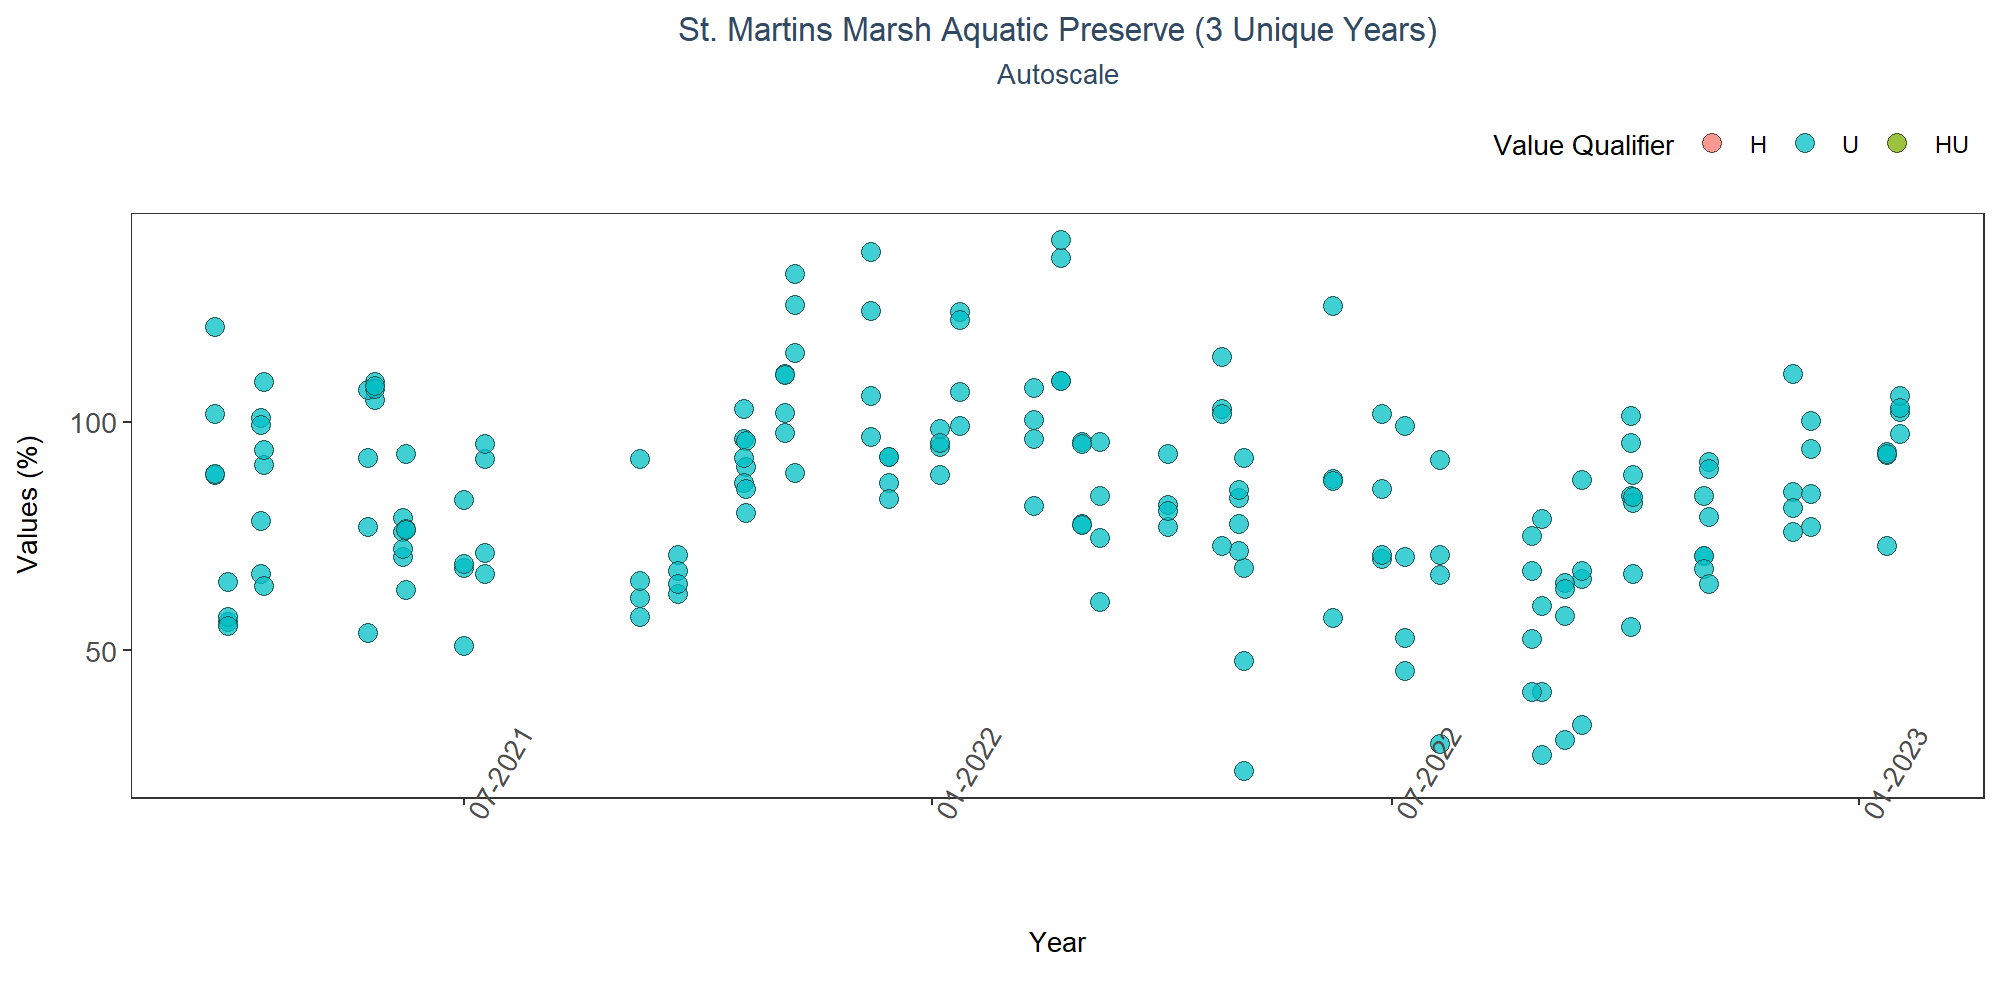 St. Martins Marsh Aquatic Preserve (3 Unique Years)
Autoscale
Value Qualifier H U HU
Values (%)
100
50
07-2021 01-2022 07-2022 01-2023
Year